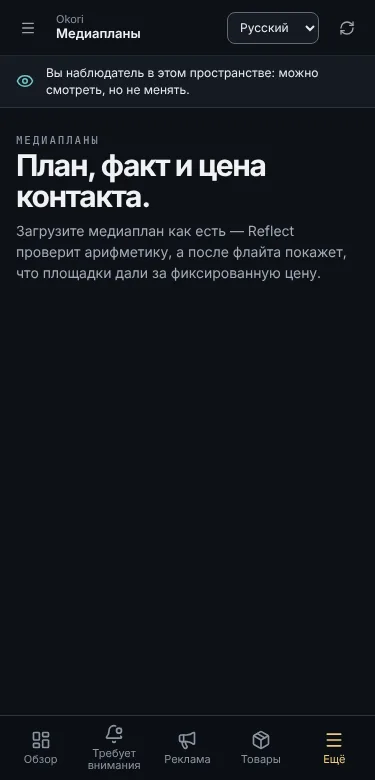 Okori
Медиапланы
Русский
Вы наблюдатель в этом пространстве: можно
смотреть, но не менять.
МЕДИАПЛАНЫ
План, факт и цена
контакта.
Загрузите медиаплан как есть — Reflect
проверит арифметику, а после флайта покажет,
что площадки дали за фиксированную цену.
Обзор
Требует
внимания
Реклама
Товары
Ещё